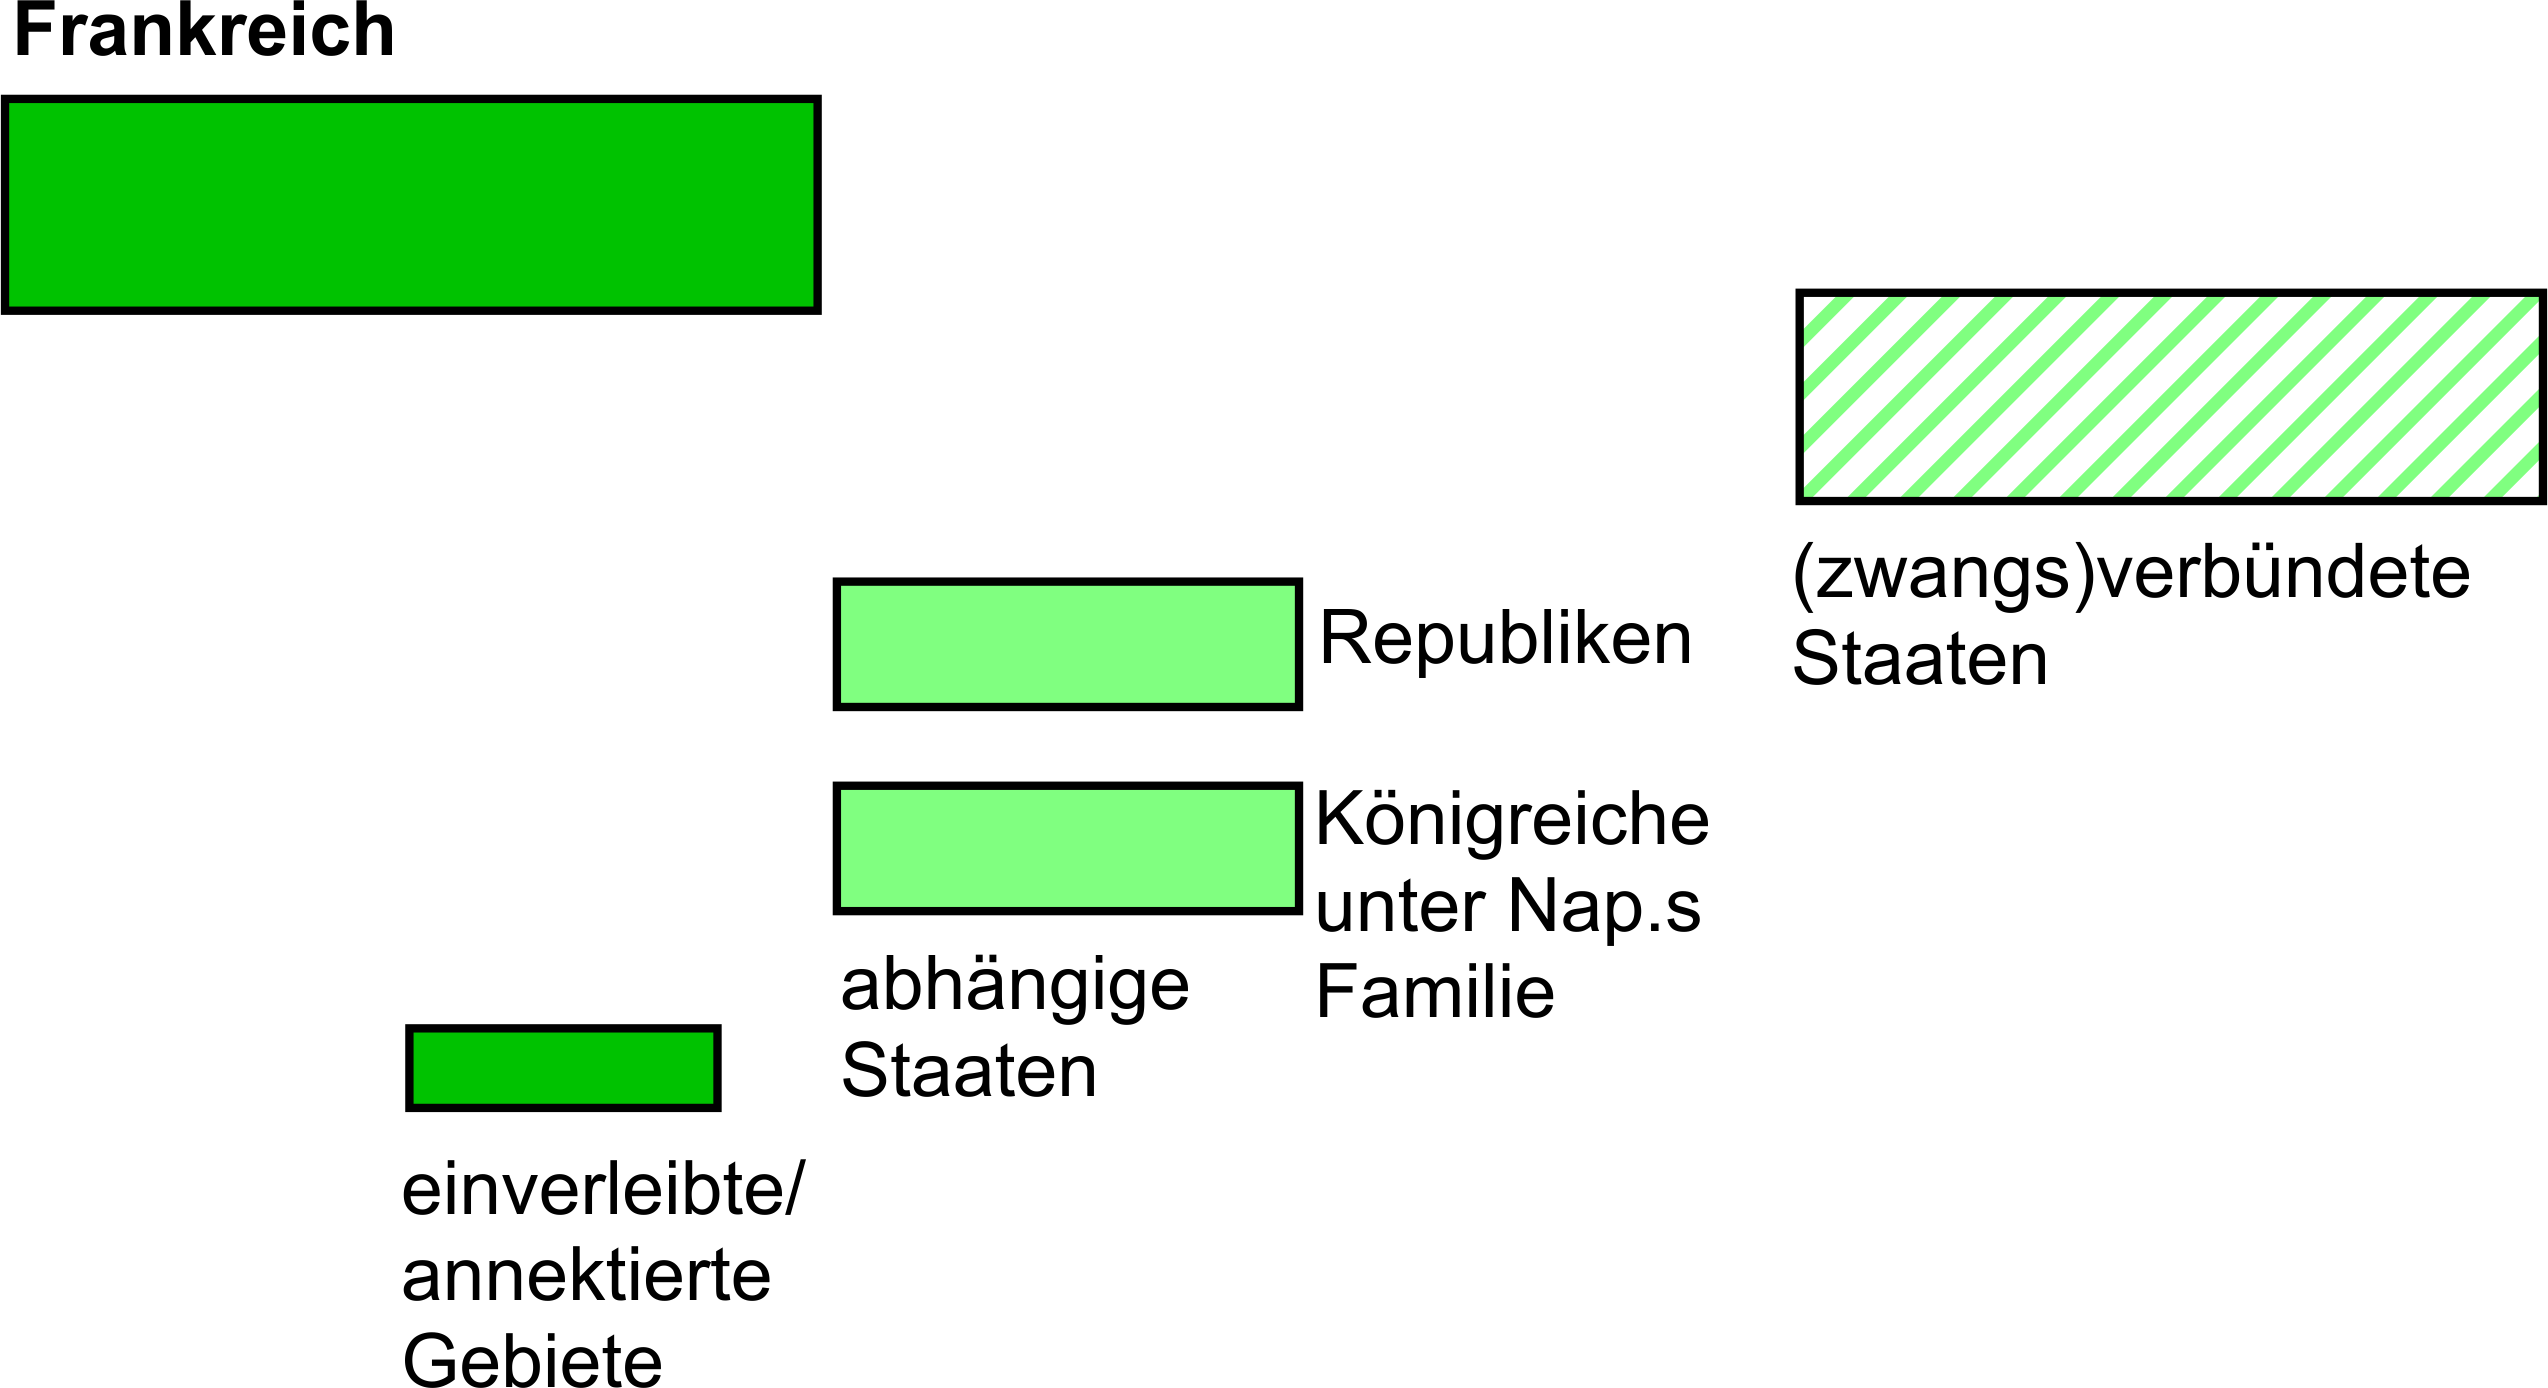 Frankreich
(zwangs)verbündete
Staaten
Republiken
Königreiche
unter Nap.s
Familie
abhängige
Staaten
einverleibte/
annektierte
Gebiete